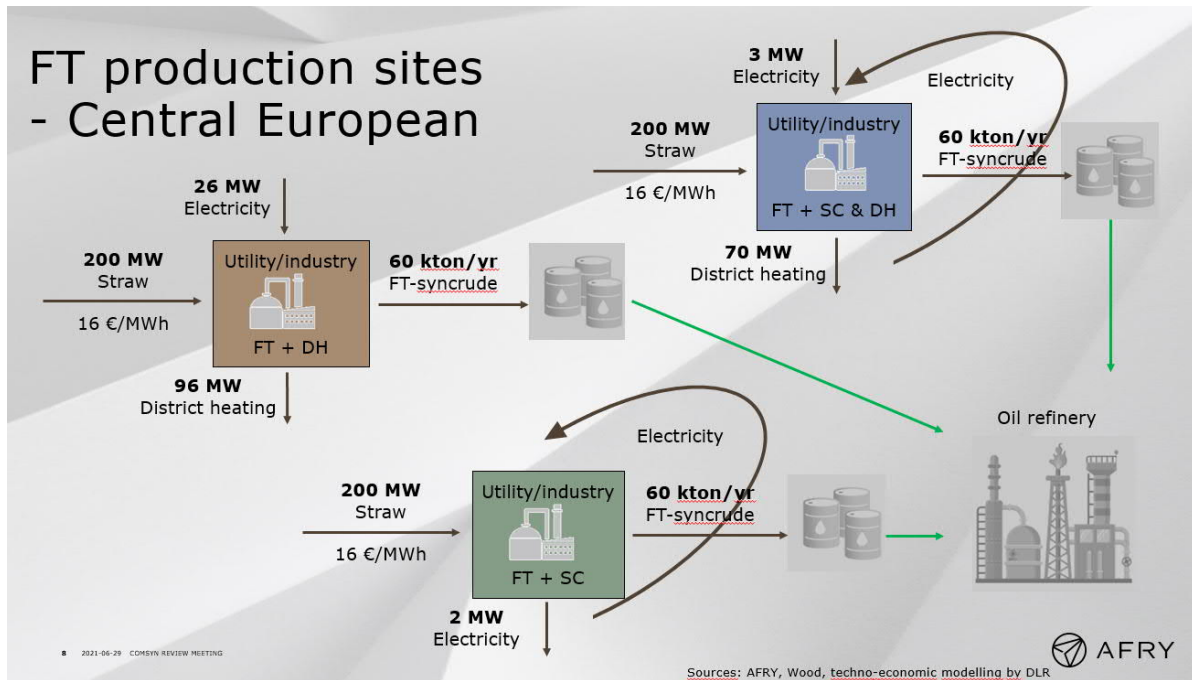 FT production sites
- Central European
3 MW
Electricity
Electricity
200 MW
Straw
16 €/MWh
Utility/industry
FT + SC & DH
60 kton/yr
FT-syncrude
70 MW
District heating
26 MW
Electricity
200 MW
Straw
16 €/MWh
Utility/industry
FT + DH
60 kton/yr
FT-syncrude
96 MW
District heating
Electricity
200 MW
Straw
16 €/MWh
Utility/industry
FT + SC
60 kton/yr
FT-syncrude
2 MW
Electricity
Oil refinery
8 2021-06-29 COMSYN REVIEW MEETING
AFRY
Sources: AFRY, Wood, techno-economic modelling by DLR